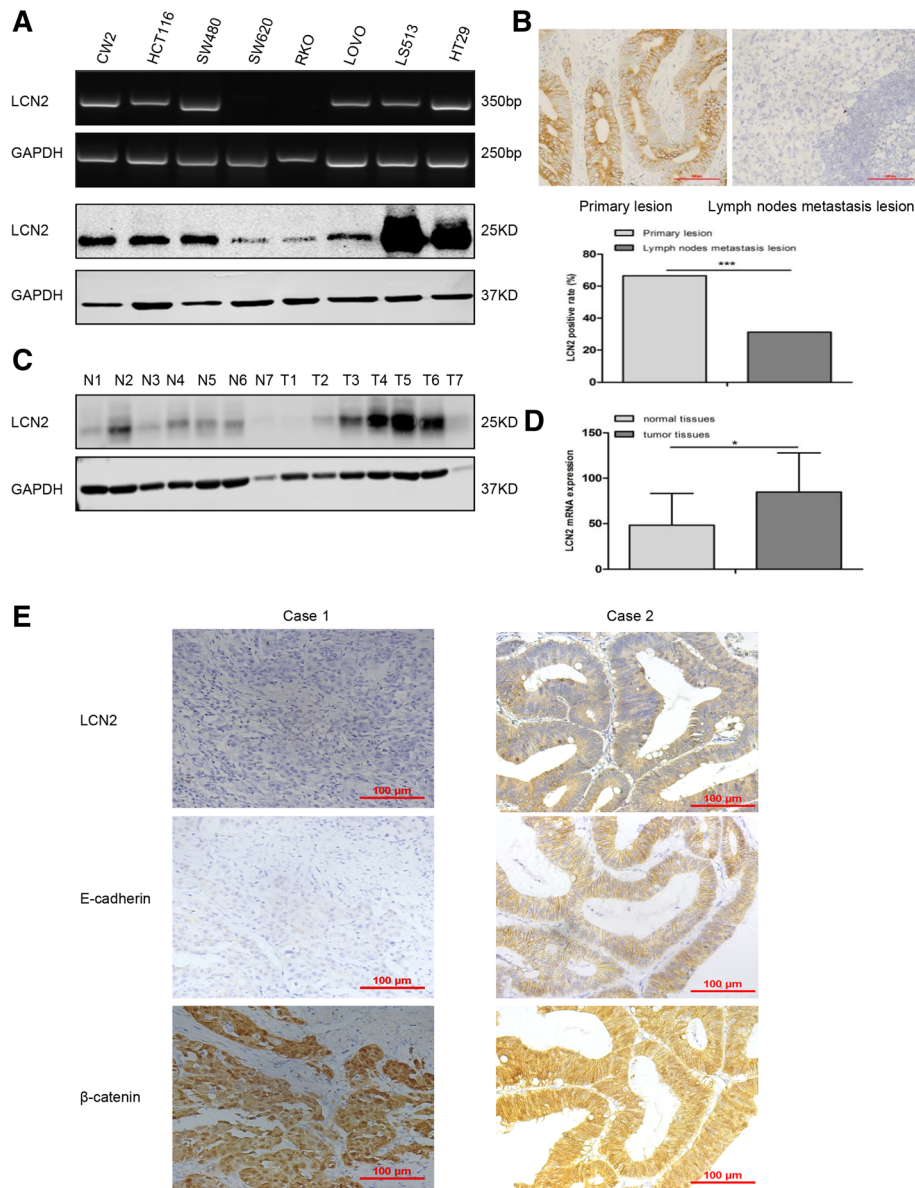 A
CW2 HCT116 SW480 SW620 RKO LOVO LS513 HT29
LCN2 350bp
GAPDH 250bp
LCN2 25KD
GAPDH 37KD
B
Primary lesion Lymph nodes metastasis lesion
Primary lesion
Lymph nodes metastasis lesion
***
LCN2 positive rate (%)
80
60
40
20
0
C
N1 N2 N3 N4 N5 N6 N7 T1 T2 T3 T4 T5 T6 T7
LCN2 25KD
GAPDH 37KD
D
normal tissues
tumor tissues
*
LCN2 mRNA expression
150
100
50
0
E
Case 1 Case 2
LCN2
100 μm 100 μm
E-cadherin
100 μm 100 μm
β-catenin
100 μm 100 μm